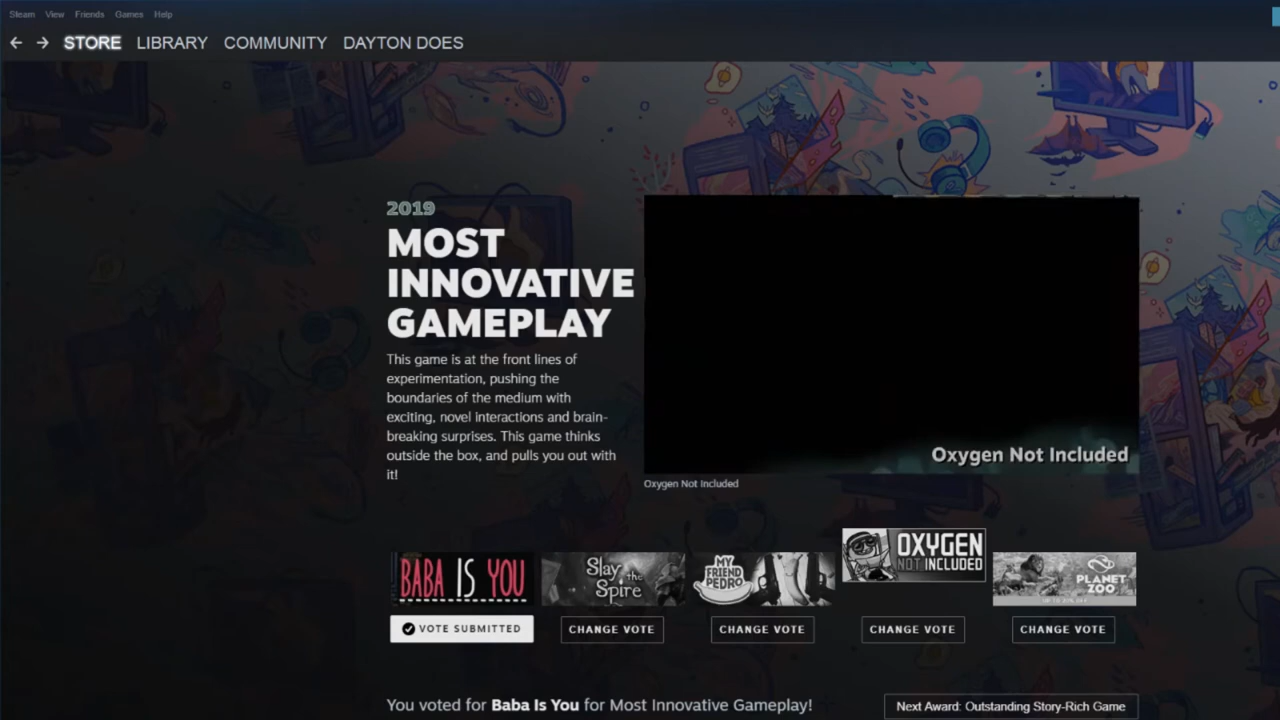 Steam View Friends Games Help
STORE LIBRARY COMMUNITY DAYTON DOES
2019
MOST
INNOVATIVE
GAMEPLAY
This game is at the front lines of
experimentation, pushing the
boundaries of the medium with
exciting, novel interactions and brain-
breaking surprises. This game thinks
outside the box, and pulls you out with
it!
Oxygen Not Included
Oxygen Not Included
BABA IS YOU
Slay the Spire
MY FRIEND PEDRO
OXYGEN NOT INCLUDED
PLANET ZOO
VOTE SUBMITTED CHANGE VOTE CHANGE VOTE CHANGE VOTE CHANGE VOTE
You voted for Baba Is You for Most Innovative Gameplay!
Next Award: Outstanding Story-Rich Game